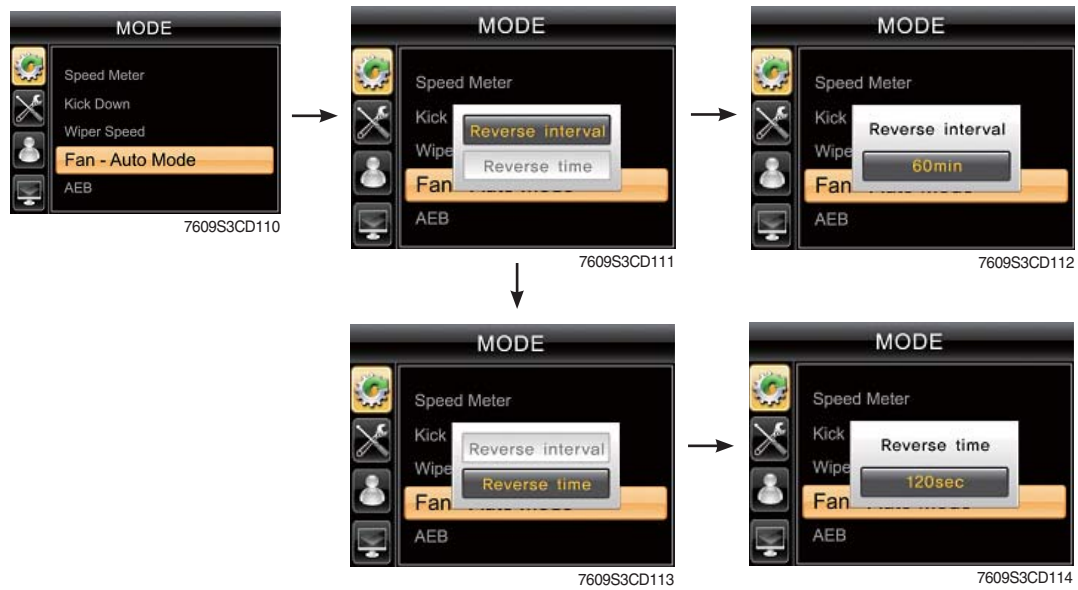 MODE
Speed Meter
Kick Down
Wiper Speed
Fan - Auto Mode
AEB
7609S3CD110
MODE
Speed Meter
Kick
Wipe
Fan
AEB
Reverse interval
Reverse time
7609S3CD111
MODE
Speed Meter
Kick
Wipe
Fan
AEB
Reverse interval
60min
7609S3CD112
MODE
Speed Meter
Kick
Wipe
Fan
AEB
Reverse interval
Reverse time
7609S3CD113
MODE
Speed Meter
Kick
Wipe
Fan
AEB
Reverse time
120sec
7609S3CD114